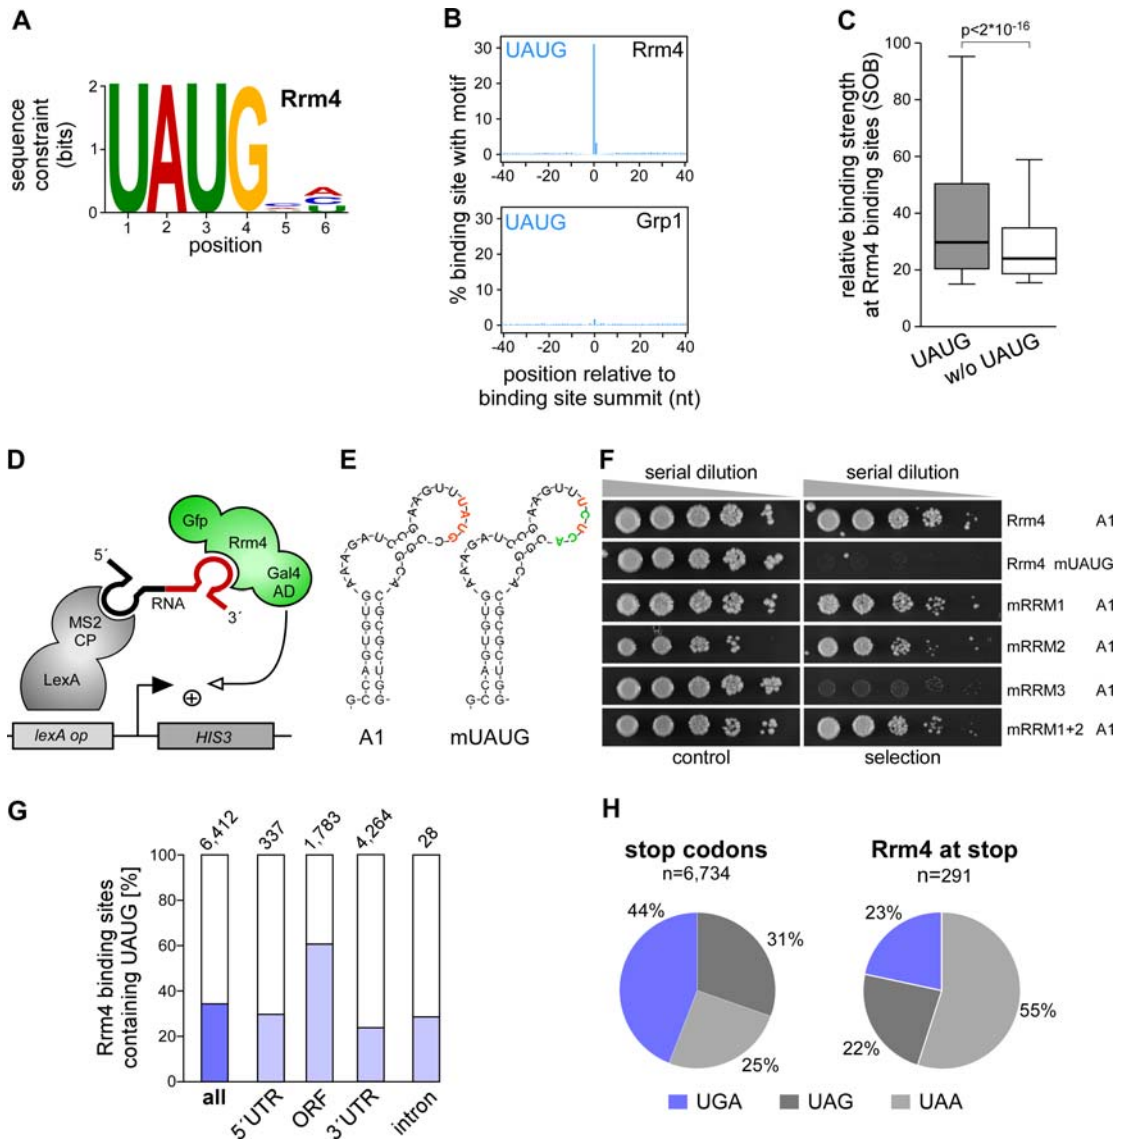 A
2
1
0
sequence
constraint
(bits)
UAUG
Rrm4
1 2 3 4 5 6
position
B
% binding site with motif
30
20
10
0
UAUG Rrm4
-40 -20 0 20 40
30
20
10
0
UAUG Grp1
-40 -20 0 20 40
position relative to
binding site summit (nt)
C
p<2*10-16
relative binding strength
at Rrm4 binding sites (SOB)
100
80
60
40
20
0
UAUG
w/o UAUG
D
Gfp
Rrm4
Gal4
AD
5´
RNA
3´
MS2
CP
LexA
lexA op
HIS3
E
A1
mUAUG
F
serial dilution serial dilution
Rrm4 A1
Rrm4 mUAUG
mRRM1 A1
mRRM2 A1
mRRM3 A1
mRRM1+2 A1
control selection
G
Rrm4 binding sites
containing UAUG [%]
6,412 337 1,783 4,264 28
100
80
60
40
20
0
all 5´UTR ORF 3´UTR intron
H
stop codons
n=6,734
44%
31%
25%
Rrm4 at stop
n=291
23%
22%
55%
UGA UAG UAA